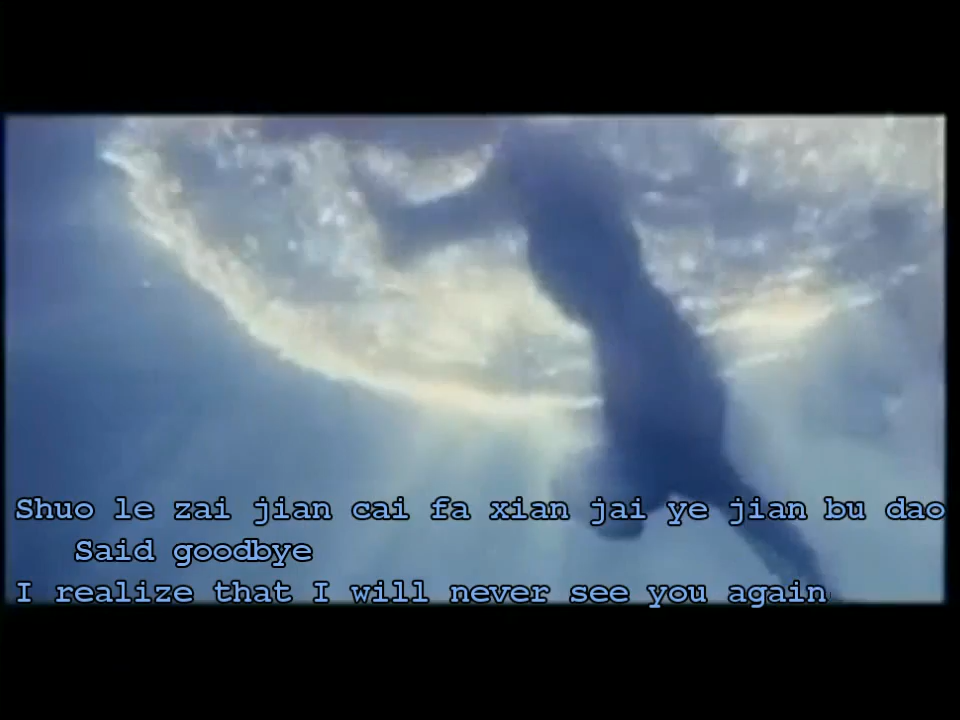 Shuo le zai jian cai fa xian jai ye jian bu dao
Said goodbye
I realize that I will never see you again